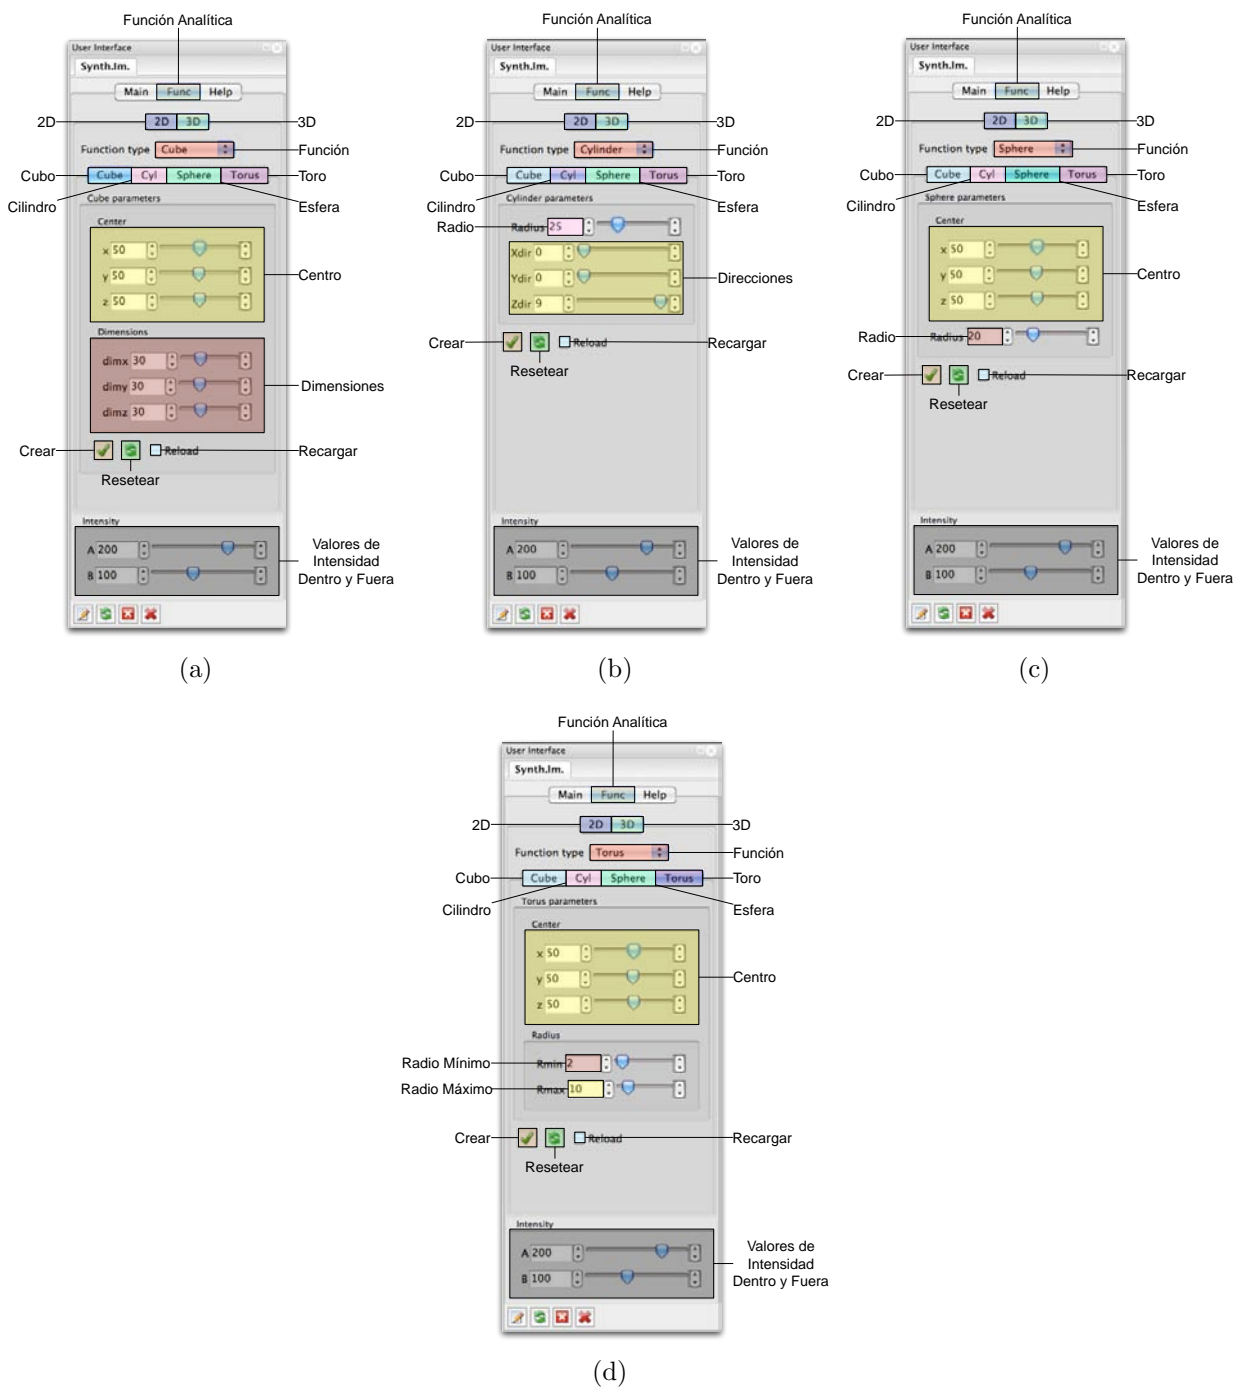 Función Analítica
User Interface
Synth.Im.
Main Func Help
2D 2D 3D 3D
Function type Cube Función
Cubo Cube Cyl Sphere Torus Toro
Cilindro Cube parameters Esfera
Center
x 50
y 50 Centro
z 50
Dimensions
dimx 30
dimy 30 Dimensiones
dimz 30
Crear Reload Recargar
Resetear
Intensity
A 200 Valores de
Intensidad
B 100 Dentro y Fuera
(a)
Función Analítica
User Interface
Synth.Im.
Main Func Help
2D 2D 3D 3D
Function type Cylinder Función
Cubo Cube Cyl Sphere Torus Toro
Cilindro Cylinder parameters Esfera
Radio Radius 25
Xdir 0
Ydir 0 Direcciones
Zdir 9
Crear Reload Recargar
Resetear
Intensity
A 200 Valores de
Intensidad
B 100 Dentro y Fuera
(b)
Función Analítica
User Interface
Synth.Im.
Main Func Help
2D 2D 3D 3D
Function type Sphere Función
Cubo Cube Cyl Sphere Torus Toro
Cilindro Sphere parameters Esfera
Center
x 50
y 50 Centro
z 50
Radio Radius 20
Crear Reload Recargar
Resetear
Intensity
A 200 Valores de
Intensidad
B 100 Dentro y Fuera
(c)
Función Analítica
User Interface
Synth.Im.
Main Func Help
2D 2D 3D 3D
Function type Torus Función
Cubo Cube Cyl Sphere Torus Toro
Cilindro Torus parameters Esfera
Center
x 50
y 50 Centro
z 50
Radius
Radio Mínimo Rmin 2
Radio Máximo Rmax 10
Crear Reload Recargar
Resetear
Intensity
A 200 Valores de
Intensidad
B 100 Dentro y Fuera
(d)